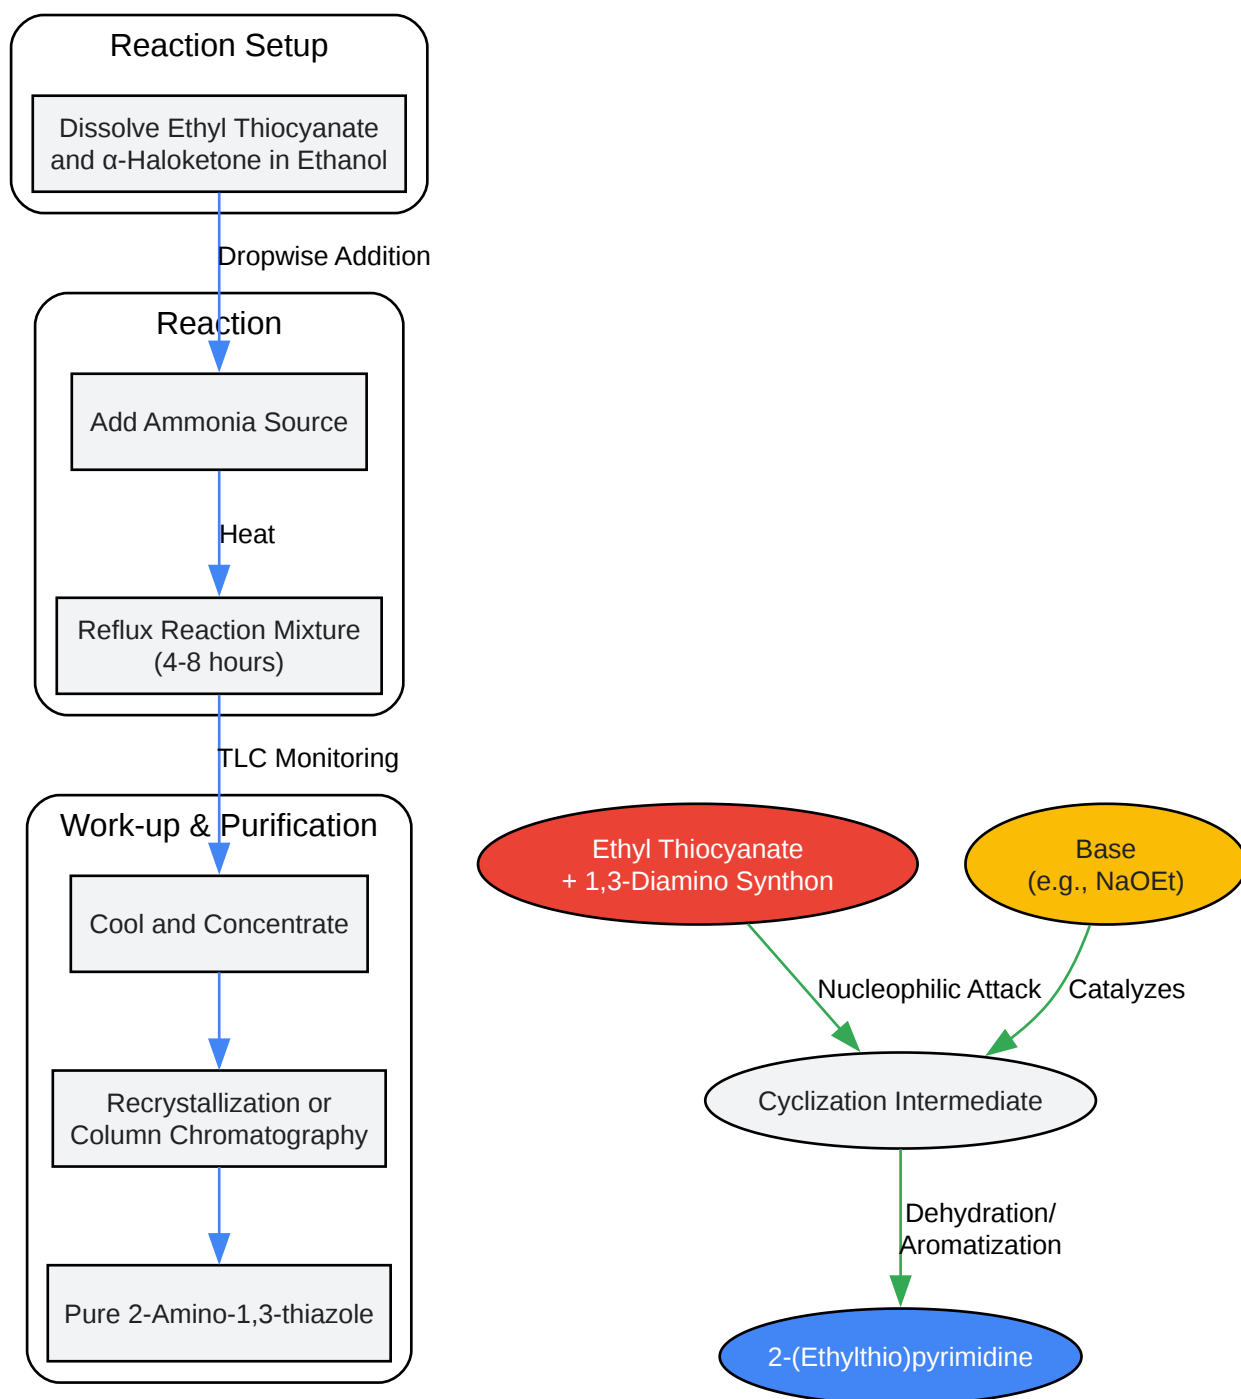 Reaction Setup
Dissolve Ethyl Thiocyanate
and α-Haloketone in Ethanol
Dropwise Addition
Reaction
Add Ammonia Source
Heat
Reflux Reaction Mixture
(4-8 hours)
TLC Monitoring
Work-up & Purification
Cool and Concentrate
Recrystallization or
Column Chromatography
Pure 2-Amino-1,3-thiazole
Ethyl Thiocyanate
+ 1,3-Diamino Synthon
Base
(e.g., NaOEt)
Nucleophilic Attack
Catalyzes
Cyclization Intermediate
Dehydration/
Aromatization
2-(Ethylthio)pyrimidine